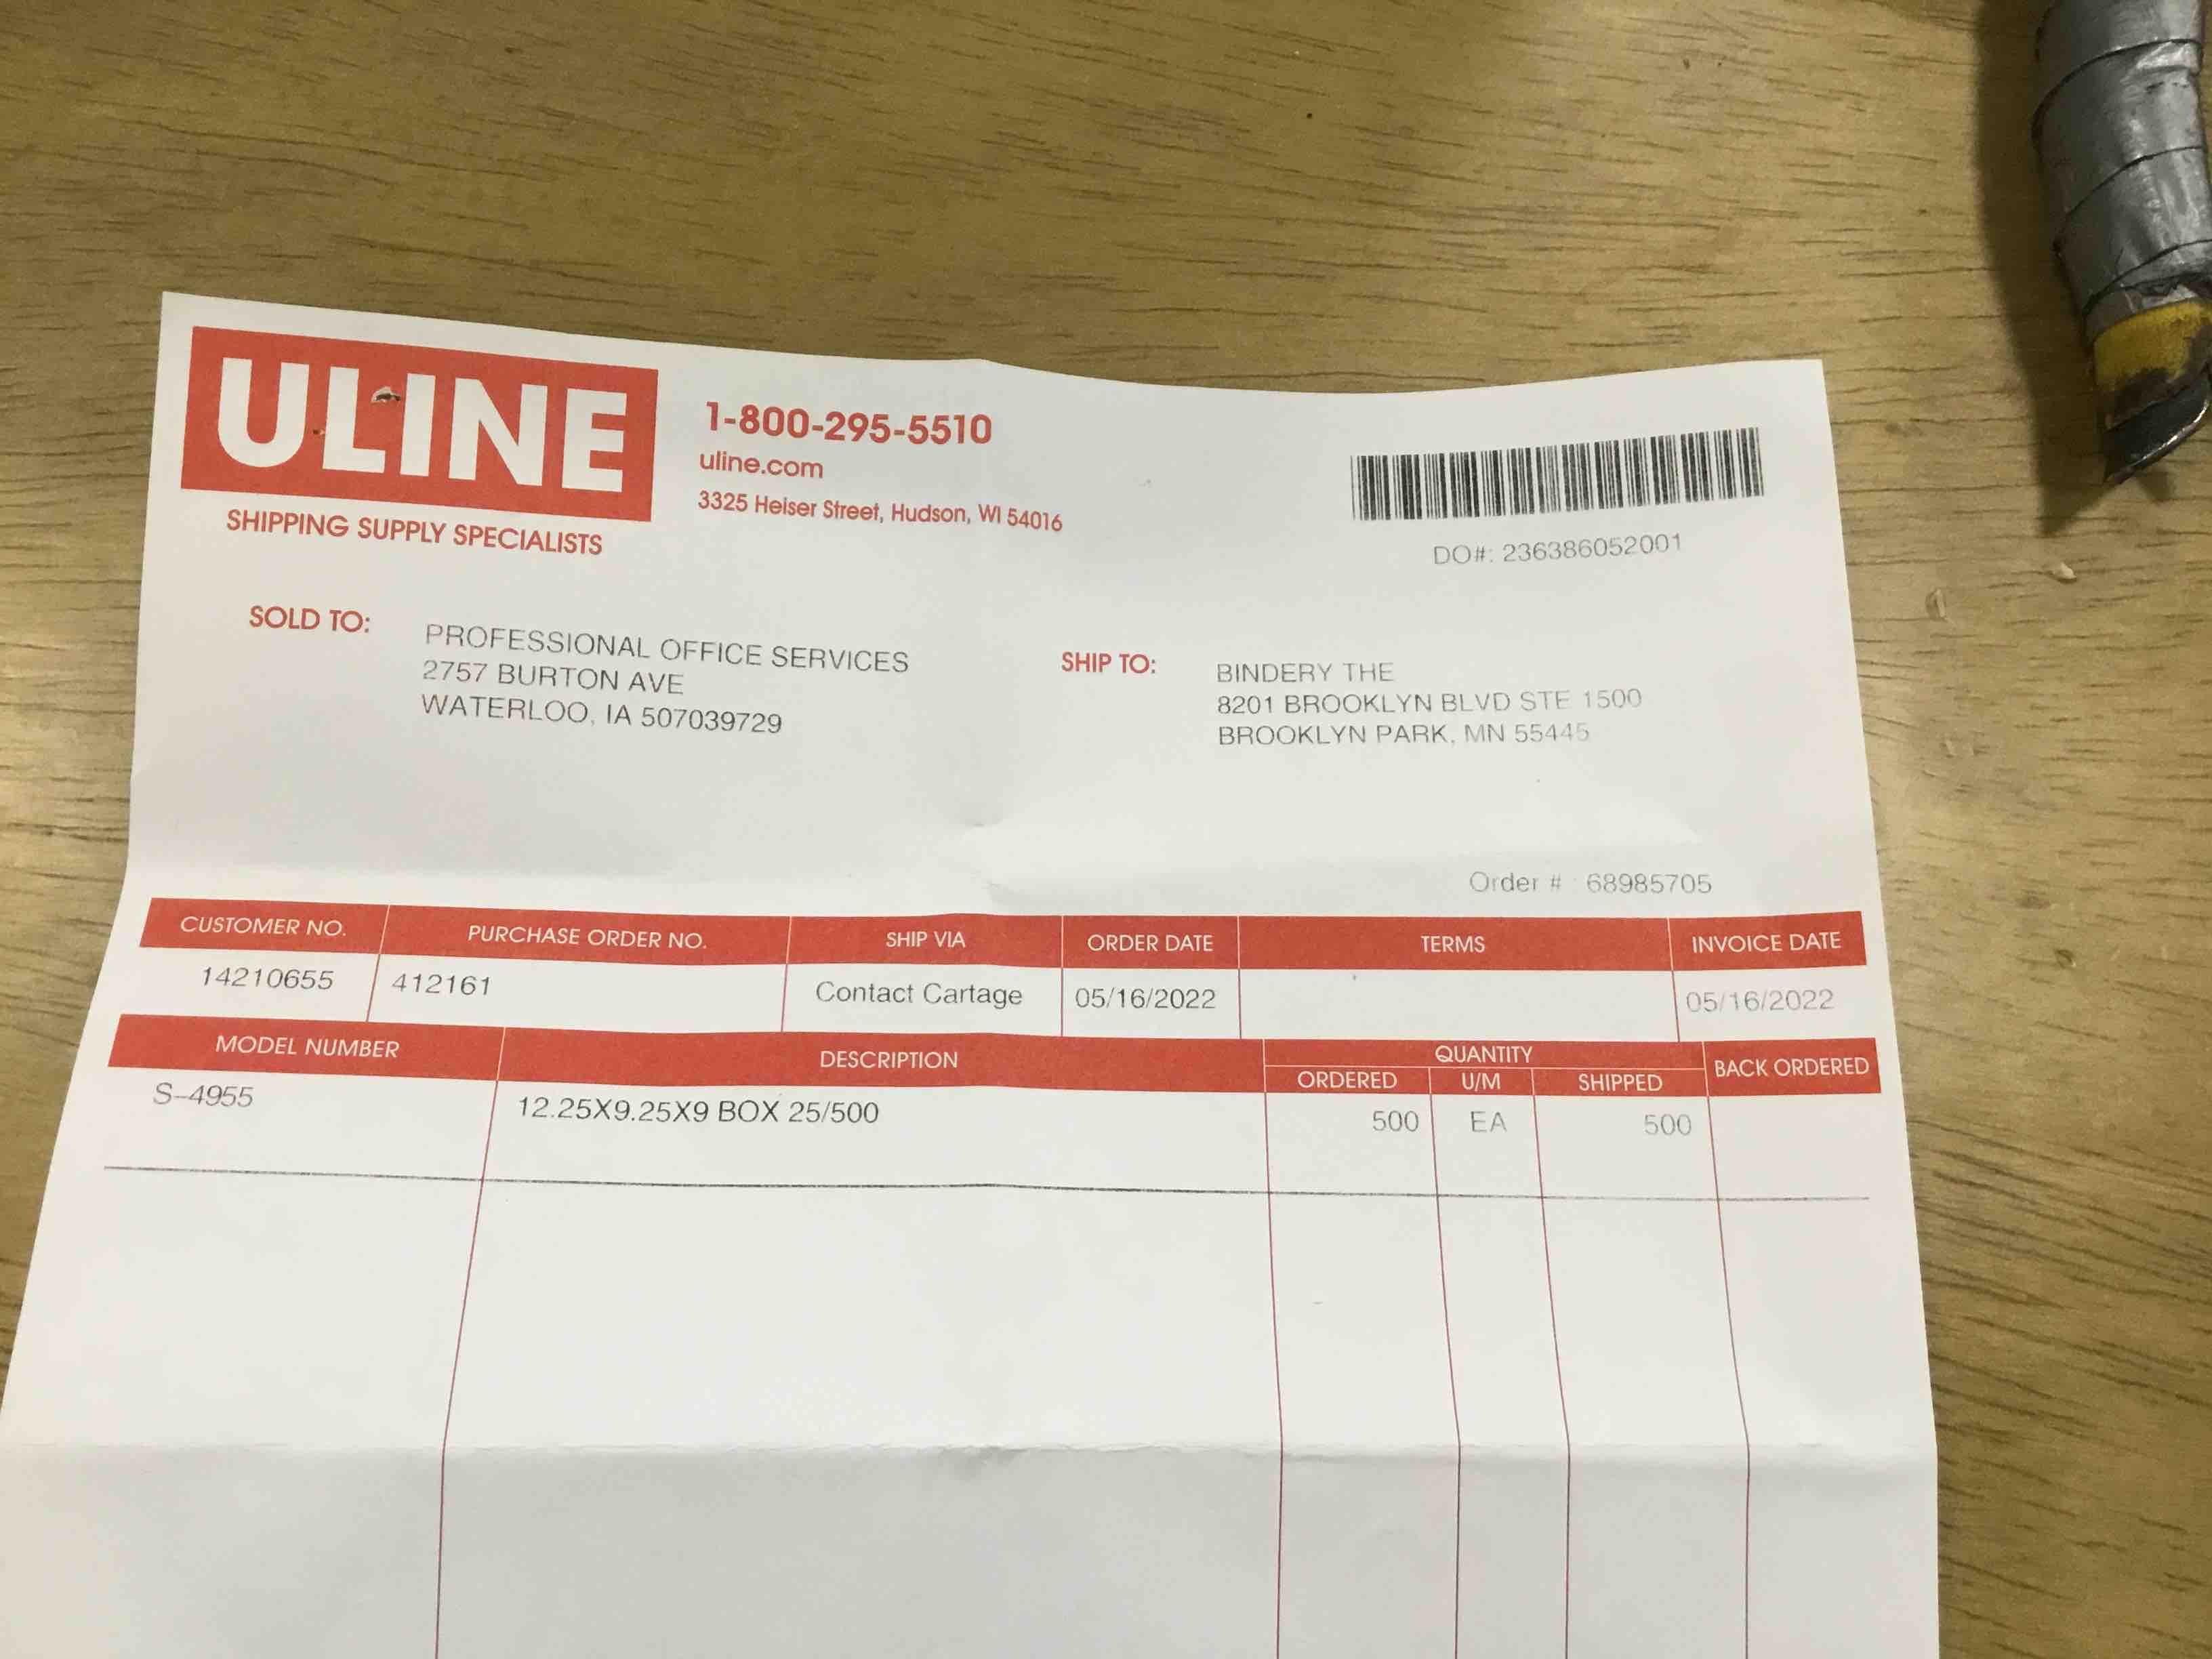 ULINE
SHIPPING SUPPLY SPECIALISTS
1-800-295-5510
uline.com
3325 Heiser Street, Hudson, WI 54016
DO#: 236386052001
SOLD TO:
PROFESSIONAL OFFICE SERVICES
2757 BURTON AVE
WATERLOO, IA 507039729
SHIP TO:
BINDERY THE
8201 BROOKLYN BLVD STE 1500
BROOKLYN PARK, MN 55445
Order # : 68985705
CUSTOMER NO. PURCHASE ORDER NO. SHIP VIA ORDER DATE TERMS INVOICE DATE
14210655 412161 Contact Cartage 05/16/2022 05/16/2022
MODEL NUMBER DESCRIPTION QUANTITY BACK ORDERED
ORDERED U/M SHIPPED
S-4955 12.25X9.25X9 BOX 25/500 500 EA 500